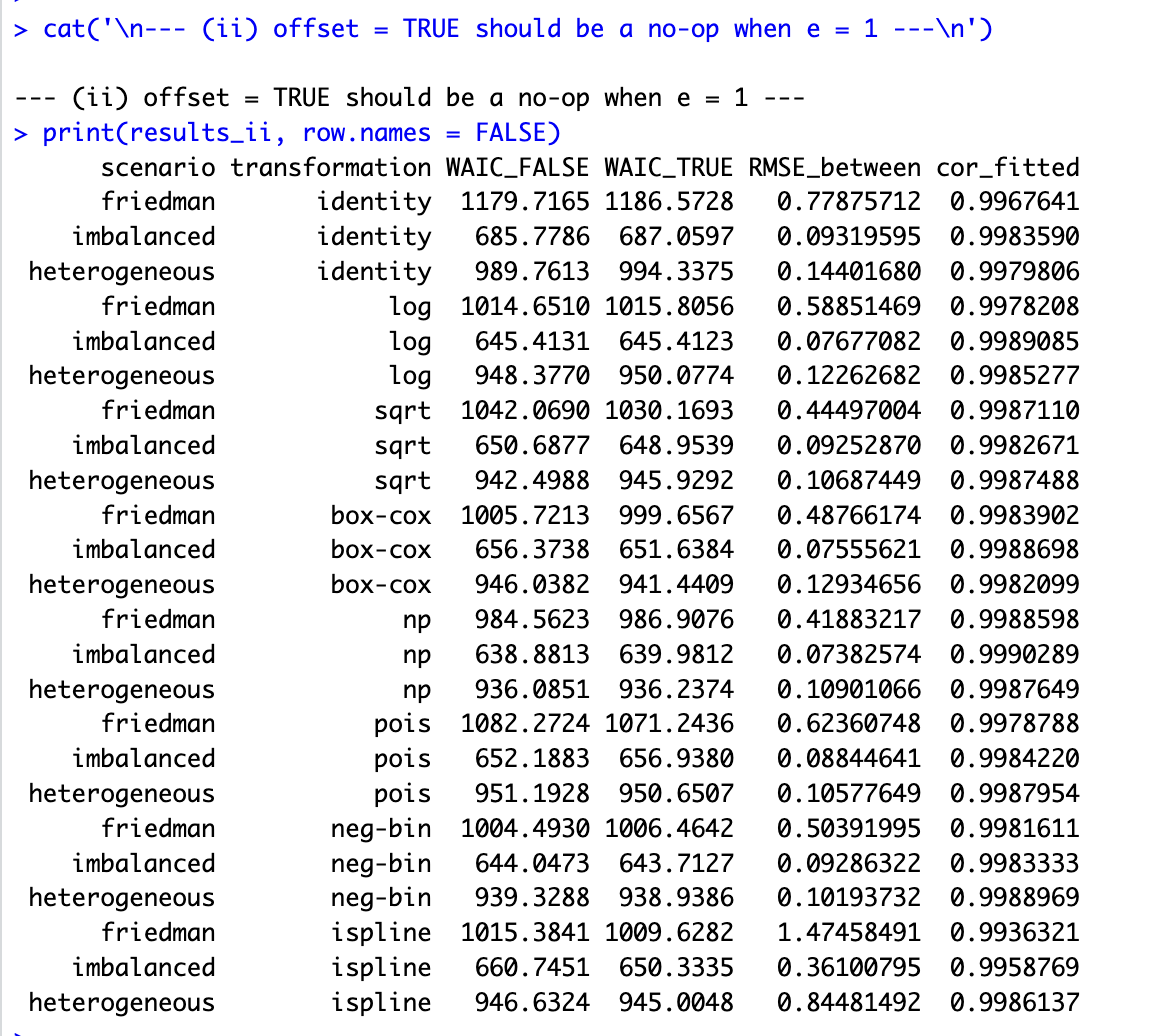 > cat('\n--- (ii) offset = TRUE should be a no-op when e = 1 ---\n')
--- (ii) offset = TRUE should be a no-op when e = 1 ---
> print(results_ii, row.names = FALSE)
scenario transformation WAIC_FALSE WAIC_TRUE RMSE_between cor_fitted
friedman identity 1179.7165 1186.5728 0.77875712 0.9967641
imbalanced identity 685.7786 687.0597 0.09319595 0.9983590
heterogeneous identity 989.7613 994.3375 0.14401680 0.9979806
friedman log 1014.6510 1015.8056 0.58851469 0.9978208
imbalanced log 645.4131 645.4123 0.07677082 0.9989085
heterogeneous log 948.3770 950.0774 0.12262682 0.9985277
friedman sqrt 1042.0690 1030.1693 0.44497004 0.9987110
imbalanced sqrt 650.6877 648.9539 0.09252870 0.9982671
heterogeneous sqrt 942.4988 945.9292 0.10687449 0.9987488
friedman box-cox 1005.7213 999.6567 0.48766174 0.9983902
imbalanced box-cox 656.3738 651.6384 0.07555621 0.9988698
heterogeneous box-cox 946.0382 941.4409 0.12934656 0.9982099
friedman np 984.5623 986.9076 0.41883217 0.9988598
imbalanced np 638.8813 639.9812 0.07382574 0.9990289
heterogeneous np 936.0851 936.2374 0.10901066 0.9987649
friedman pois 1082.2724 1071.2436 0.62360748 0.9978788
imbalanced pois 652.1883 656.9380 0.08844641 0.9984220
heterogeneous pois 951.1928 950.6507 0.10577649 0.9987954
friedman neg-bin 1004.4930 1006.4642 0.50391995 0.9981611
imbalanced neg-bin 644.0473 643.7127 0.09286322 0.9983333
heterogeneous neg-bin 939.3288 938.9386 0.10193732 0.9988969
friedman ispline 1015.3841 1009.6282 1.47458491 0.9936321
imbalanced ispline 660.7451 650.3335 0.36100795 0.9958769
heterogeneous ispline 946.6324 945.0048 0.84481492 0.9986137